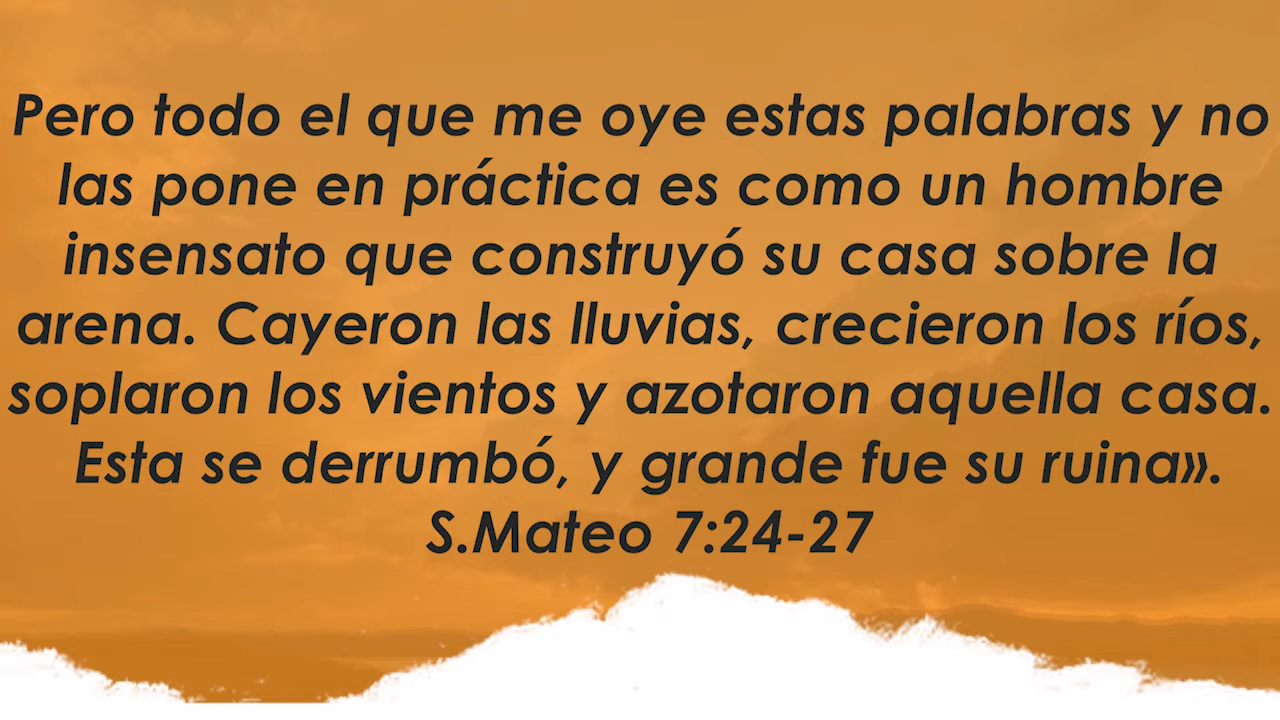 Pero todo el que me oye estas palabras y no
las pone en práctica es como un hombre
insensato que construyó su casa sobre la
arena. Cayeron las lluvias, crecieron los ríos,
soplaron los vientos y azotaron aquella casa.
Esta se derrumbó, y grande fue su ruina».
S.Mateo 7:24-27